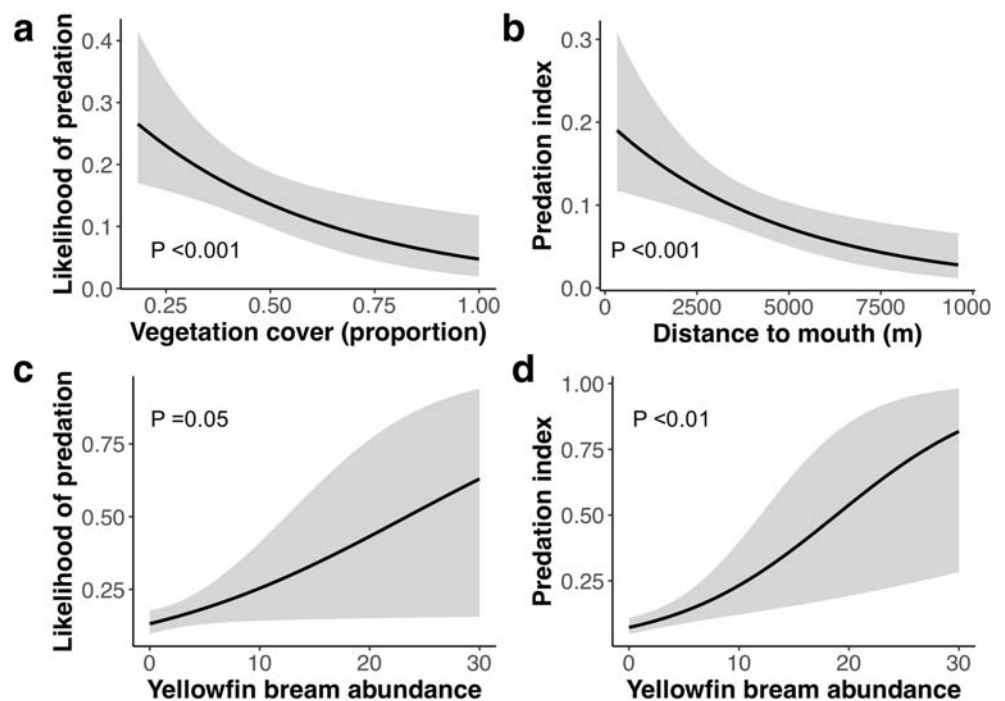 a
Likelihood of predation
0.4
0.3
0.2
0.1
0.0
P <0.001
0.25 0.50 0.75 1.00
Vegetation cover (proportion)
b
Predation index
0.3
0.2
0.1
0.0
P <0.001
0 2500 5000 7500 1000
Distance to mouth (m)
c
Likelihood of predation
0.75
0.50
0.25
P =0.05
0 10 20 30
Yellowfin bream abundance
d
Predation index
1.00
0.75
0.50
0.25
P <0.01
0 10 20 30
Yellowfin bream abundance